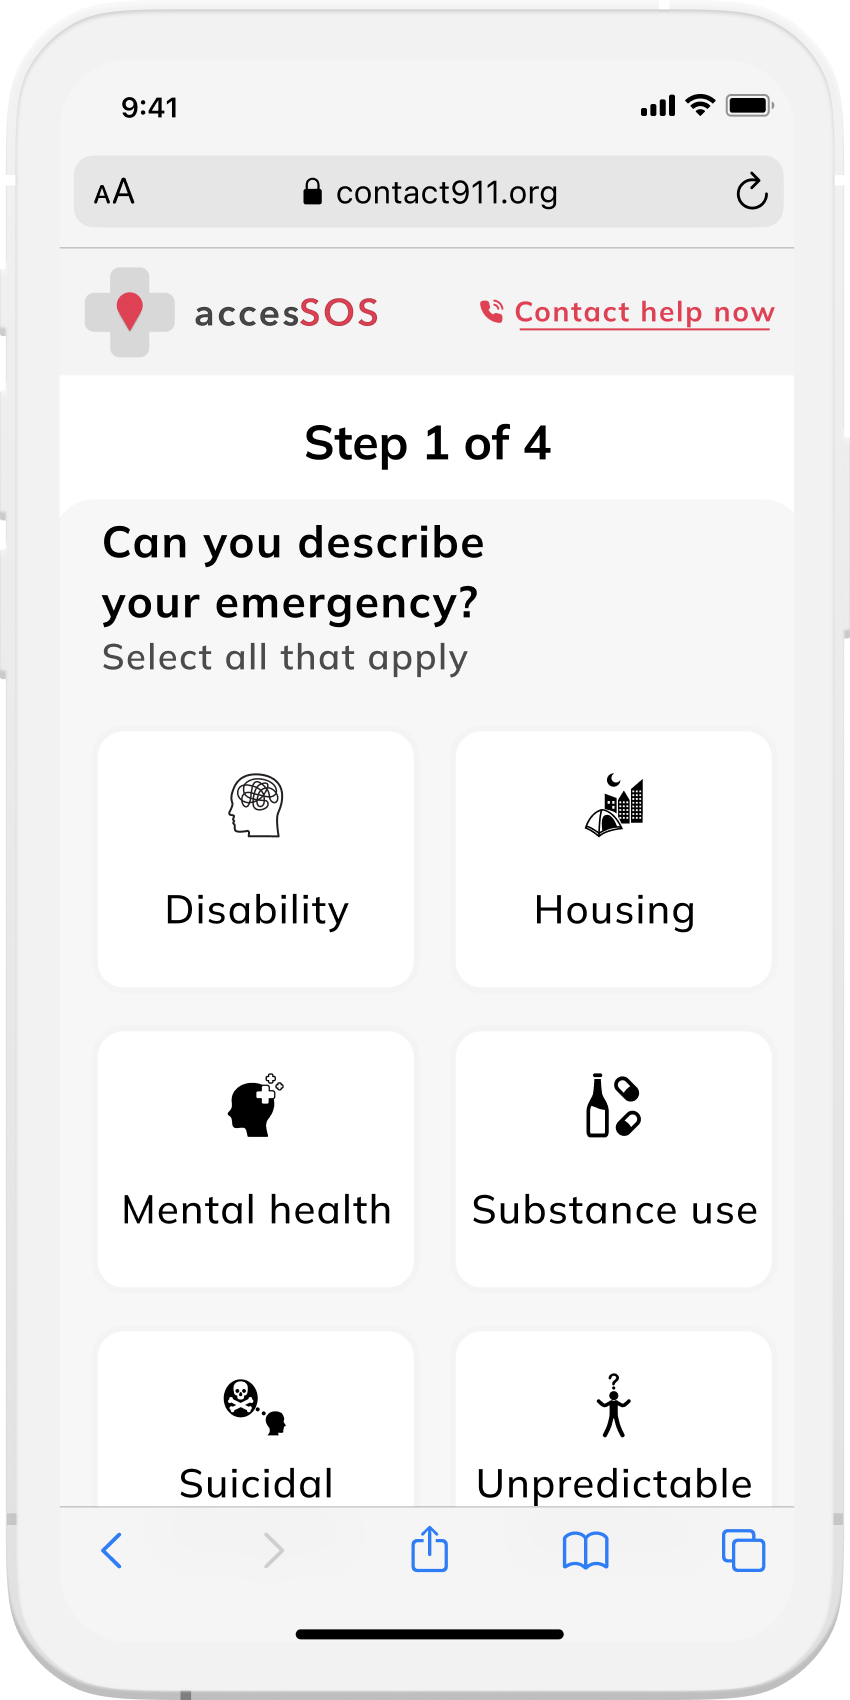 9:41
AA contact911.org
accesSOS Contact help now
Step 1 of 4
Can you describe
your emergency?
Select all that apply
Disability Housing
Mental health Substance use
?
Suicidal Unpredictable